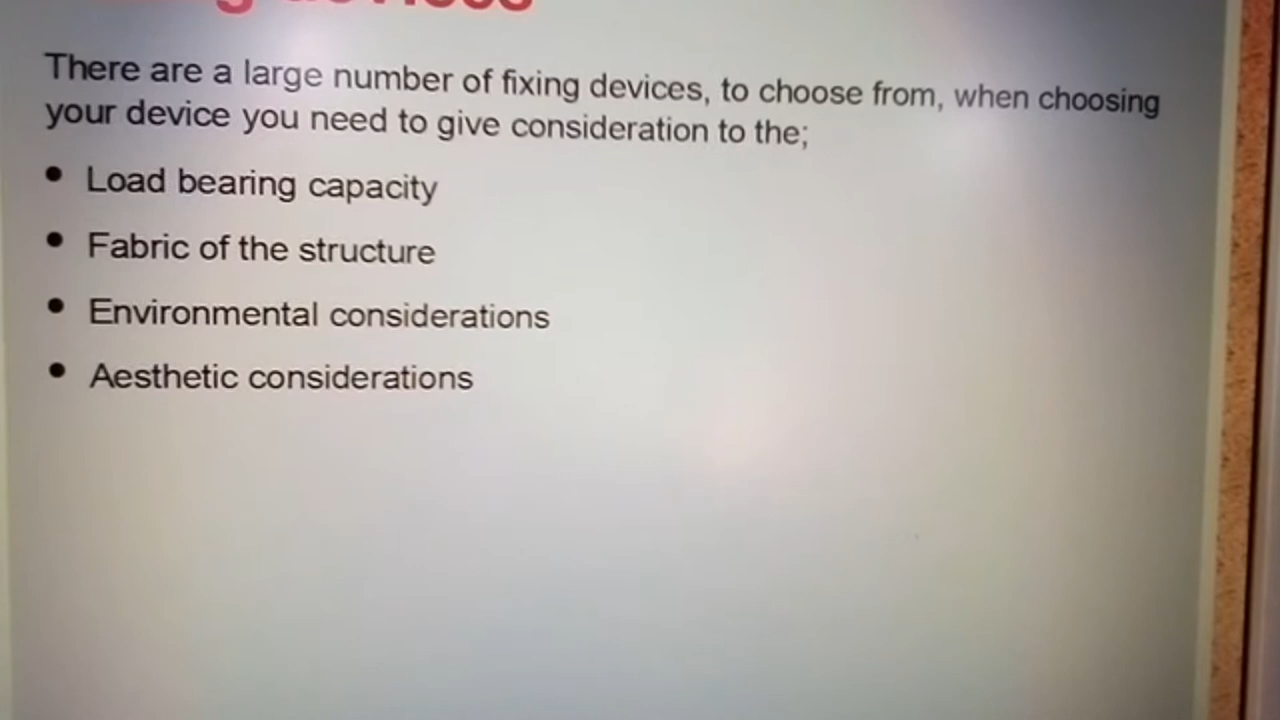 There are a large number of fixing devices, to choose from, when choosing
your device you need to give consideration to the;
• Load bearing capacity
• Fabric of the structure
• Environmental considerations
• Aesthetic considerations